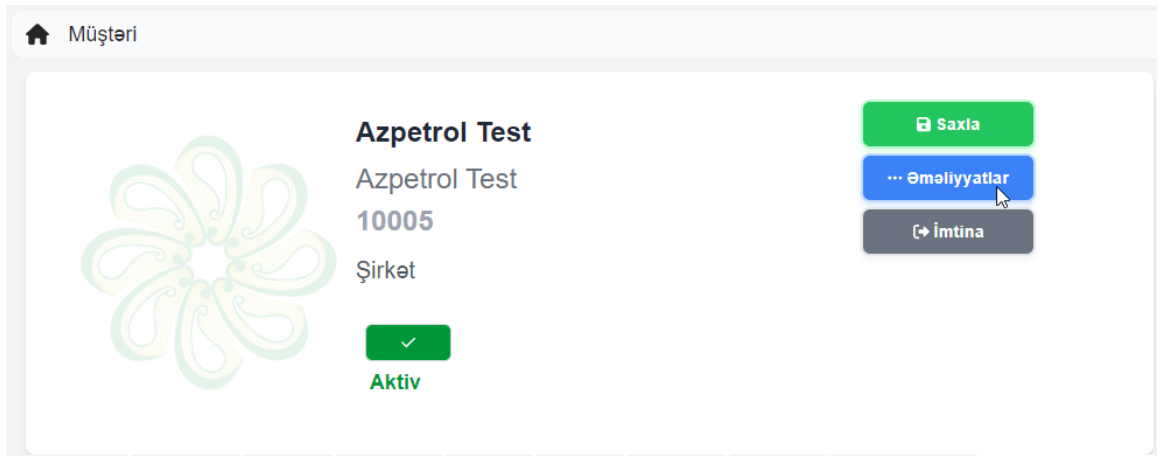 Müştəri
Azpetrol Test
Azpetrol Test
10005
Şirkət
Aktiv
Saxla
··· Əməliyyatlar
İmtina